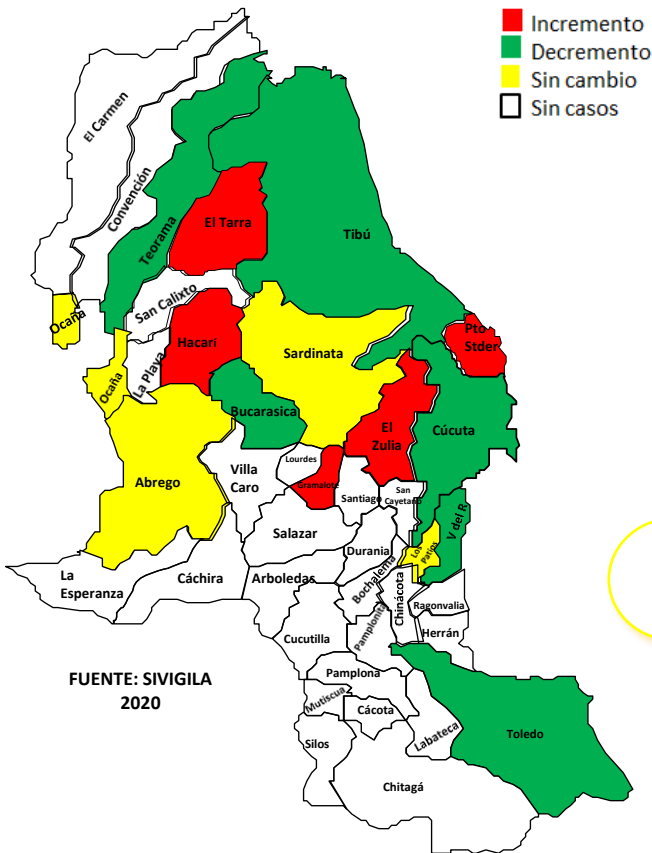 Incremento
Decremento
Sin cambio
Sin casos
El Carmen
Convención
Teorama
El Tarra
Tibú
San Calixto
Ocaña
Pto
Stder
Hacarí
Sardinata
La Playa
Ocaña
Bucarasica
El
Zulia
Cúcuta
Abrego
Villa
Caro
Lourdes
Gramalote
Santiago
San
Cayetano
V del R
Salazar
Los
Patios
Durania
La
Esperanza
Cáchira
Arboledas
Bochalema
Chinácota
Ragonvalia
Cucutilla
Pamplonita
Herrán
FUENTE: SIVIGILA
2020
Pamplona
Mutiscua
Cácota
Silos
Labateca
Toledo
Chitagá